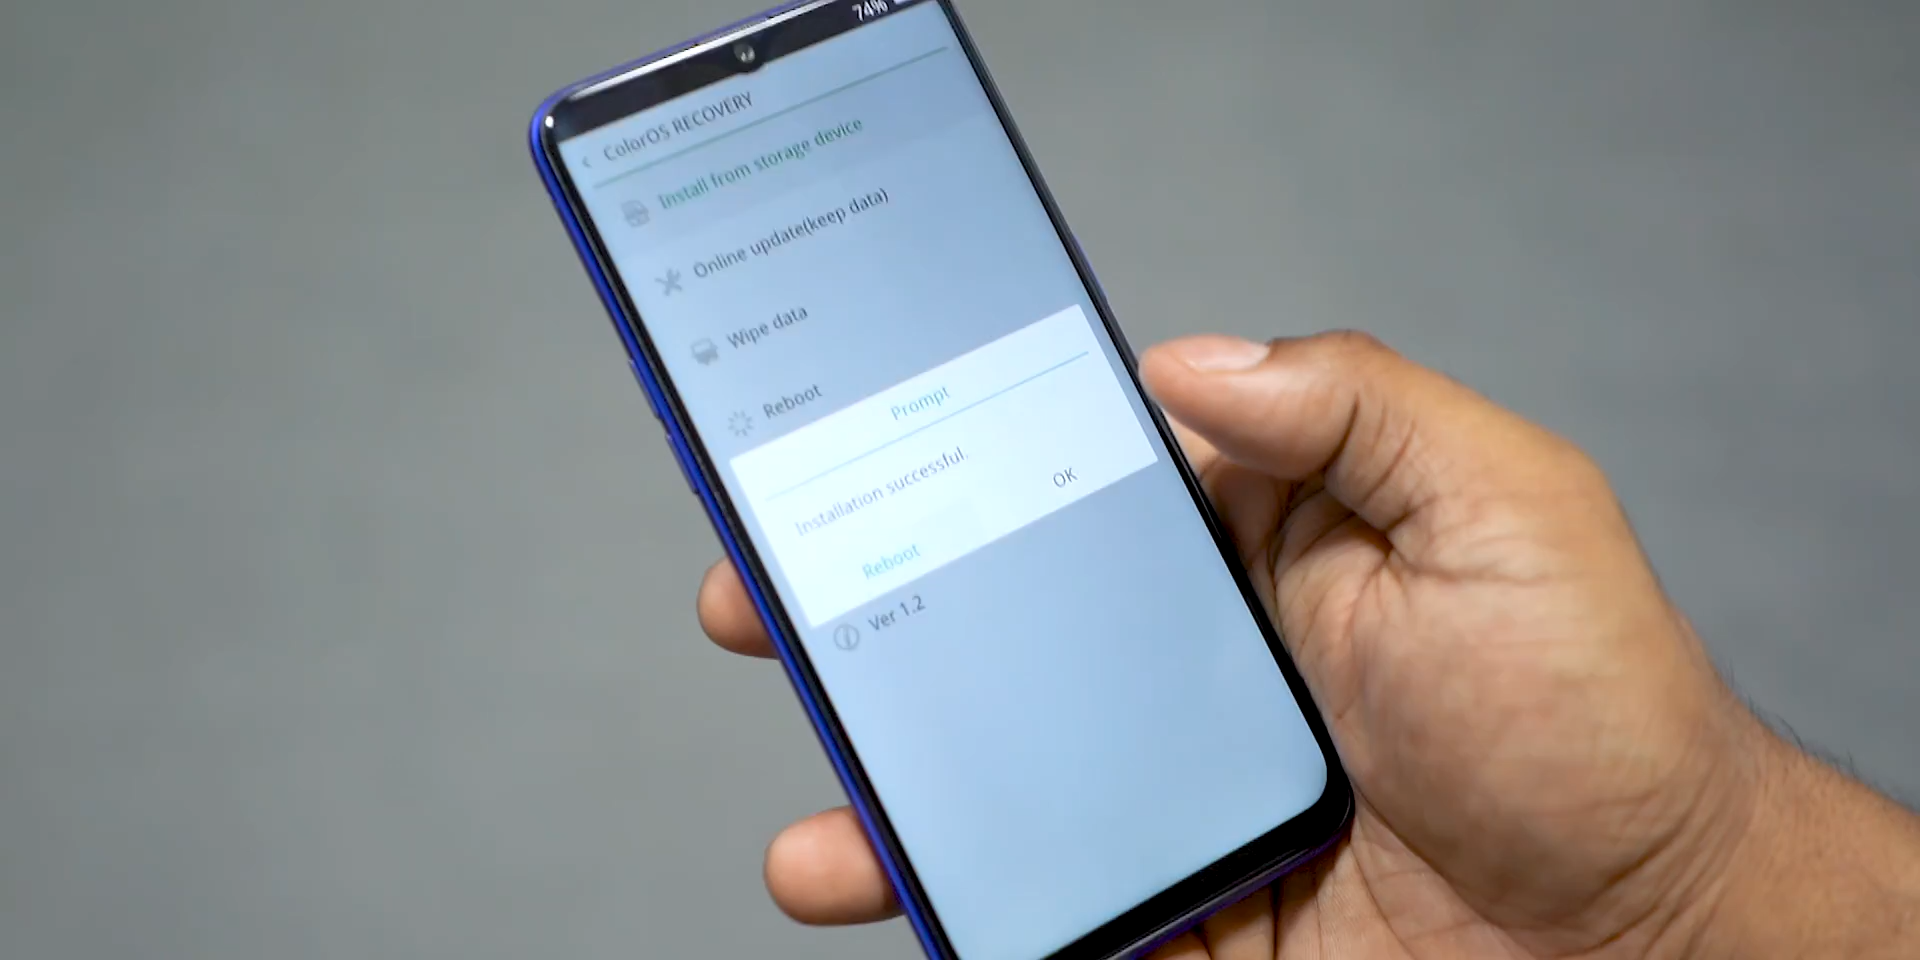 74%
ColorOS RECOVERY
Install from storage device
Online update(keep data)
Wipe data
Reboot
Prompt
Installation successful.
Reboot
OK
Ver 1.2